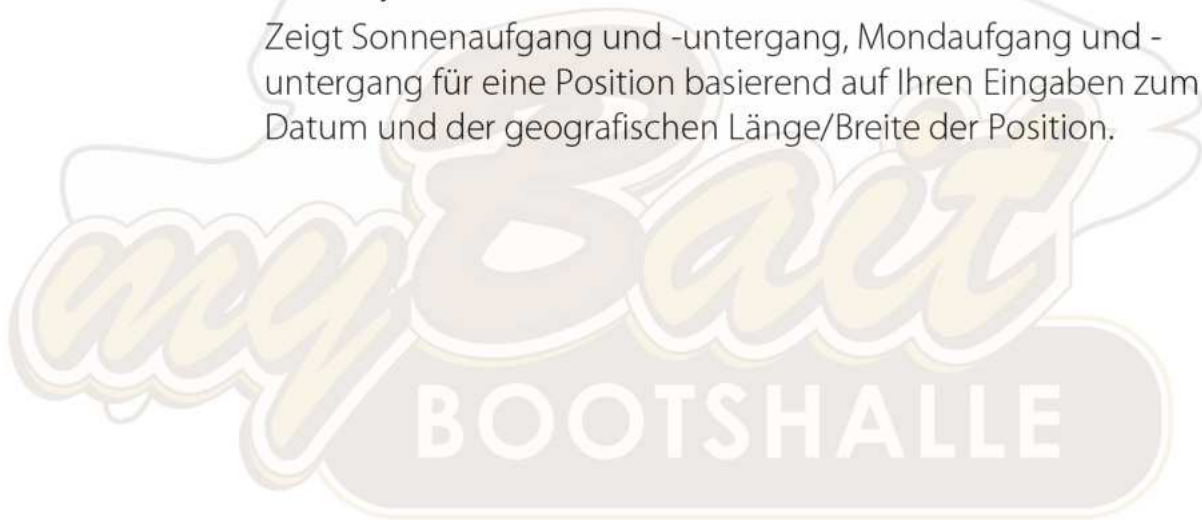 Zeigt Sonnenaufgang und -untergang, Mondaufgang und -
untergang für eine Position basierend auf Ihren Eingaben zum
Datum und der geografischen Länge/Breite der Position.
myBait
BOOTSHALLE